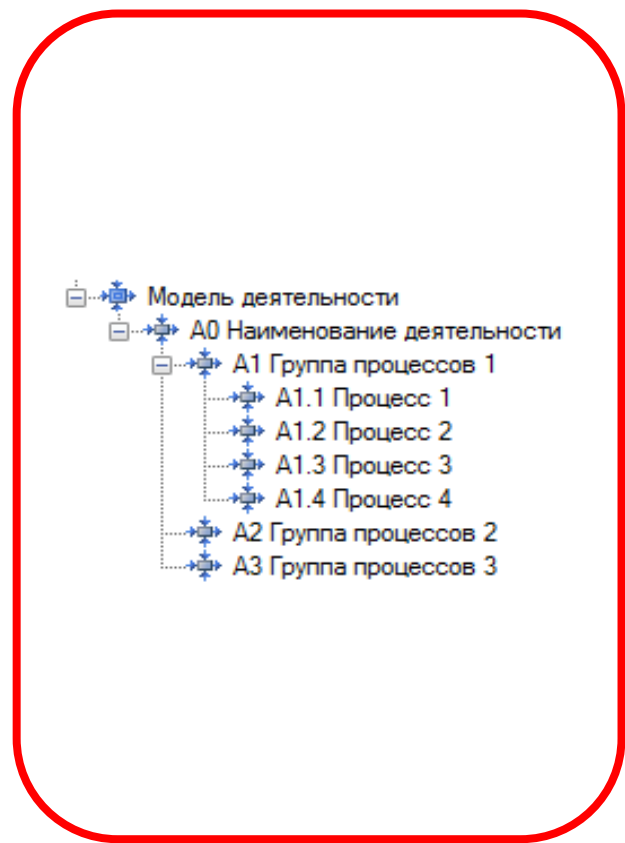 Модель деятельности
A0 Наименование деятельности
A1 Группа процессов 1
A1.1 Процесс 1
A1.2 Процесс 2
A1.3 Процесс 3
A1.4 Процесс 4
A2 Группа процессов 2
A3 Группа процессов 3